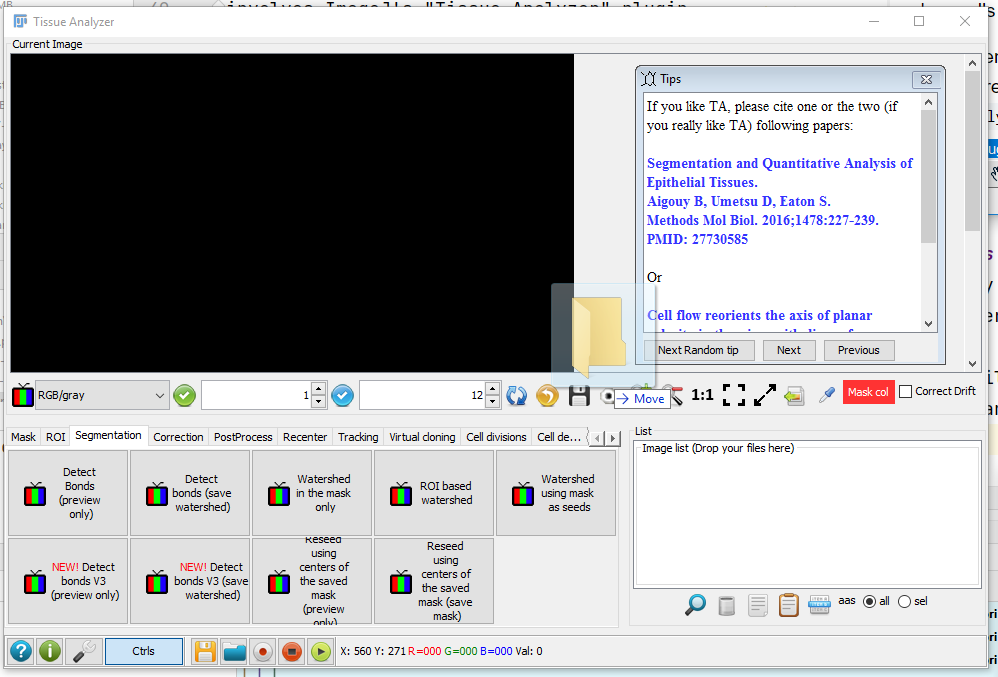 Tissue Analyzer
Current Image
Tips
If you like TA, please cite one or the two (if
you really like TA) following papers:
Segmentation and Quantitative Analysis of
Epithelial Tissues.
Aigouy B, Umetsu D, Eaton S.
Methods Mol Biol. 2016;1478:227-239.
PMID: 27730585
Or
Cell flow reorients the axis of planar
Next Random tip
Next
Previous
RGB/gray
1
12
Move
1:1
Mask col
Correct Drift
Mask
ROI
Segmentation
Correction
PostProcess
Recenter
Tracking
Virtual cloning
Cell divisions
Cell de...
Detect
Bonds
(preview
only)
Detect
bonds (save
watershed)
Watershed
in the mask
only
ROI based
watershed
Watershed
using mask
as seeds
NEW! Detect
bonds V3
(preview only)
NEW! Detect
bonds V3 (save
watershed)
Reseed
using
centers of
the saved
mask
(preview
only)
Reseed
using
centers of
the saved
mask (save
mask)
List
Image list (Drop your files here)
aas
all
sel
Ctrls
X: 560 Y: 271 R=000 G=000 B=000 Val: 0